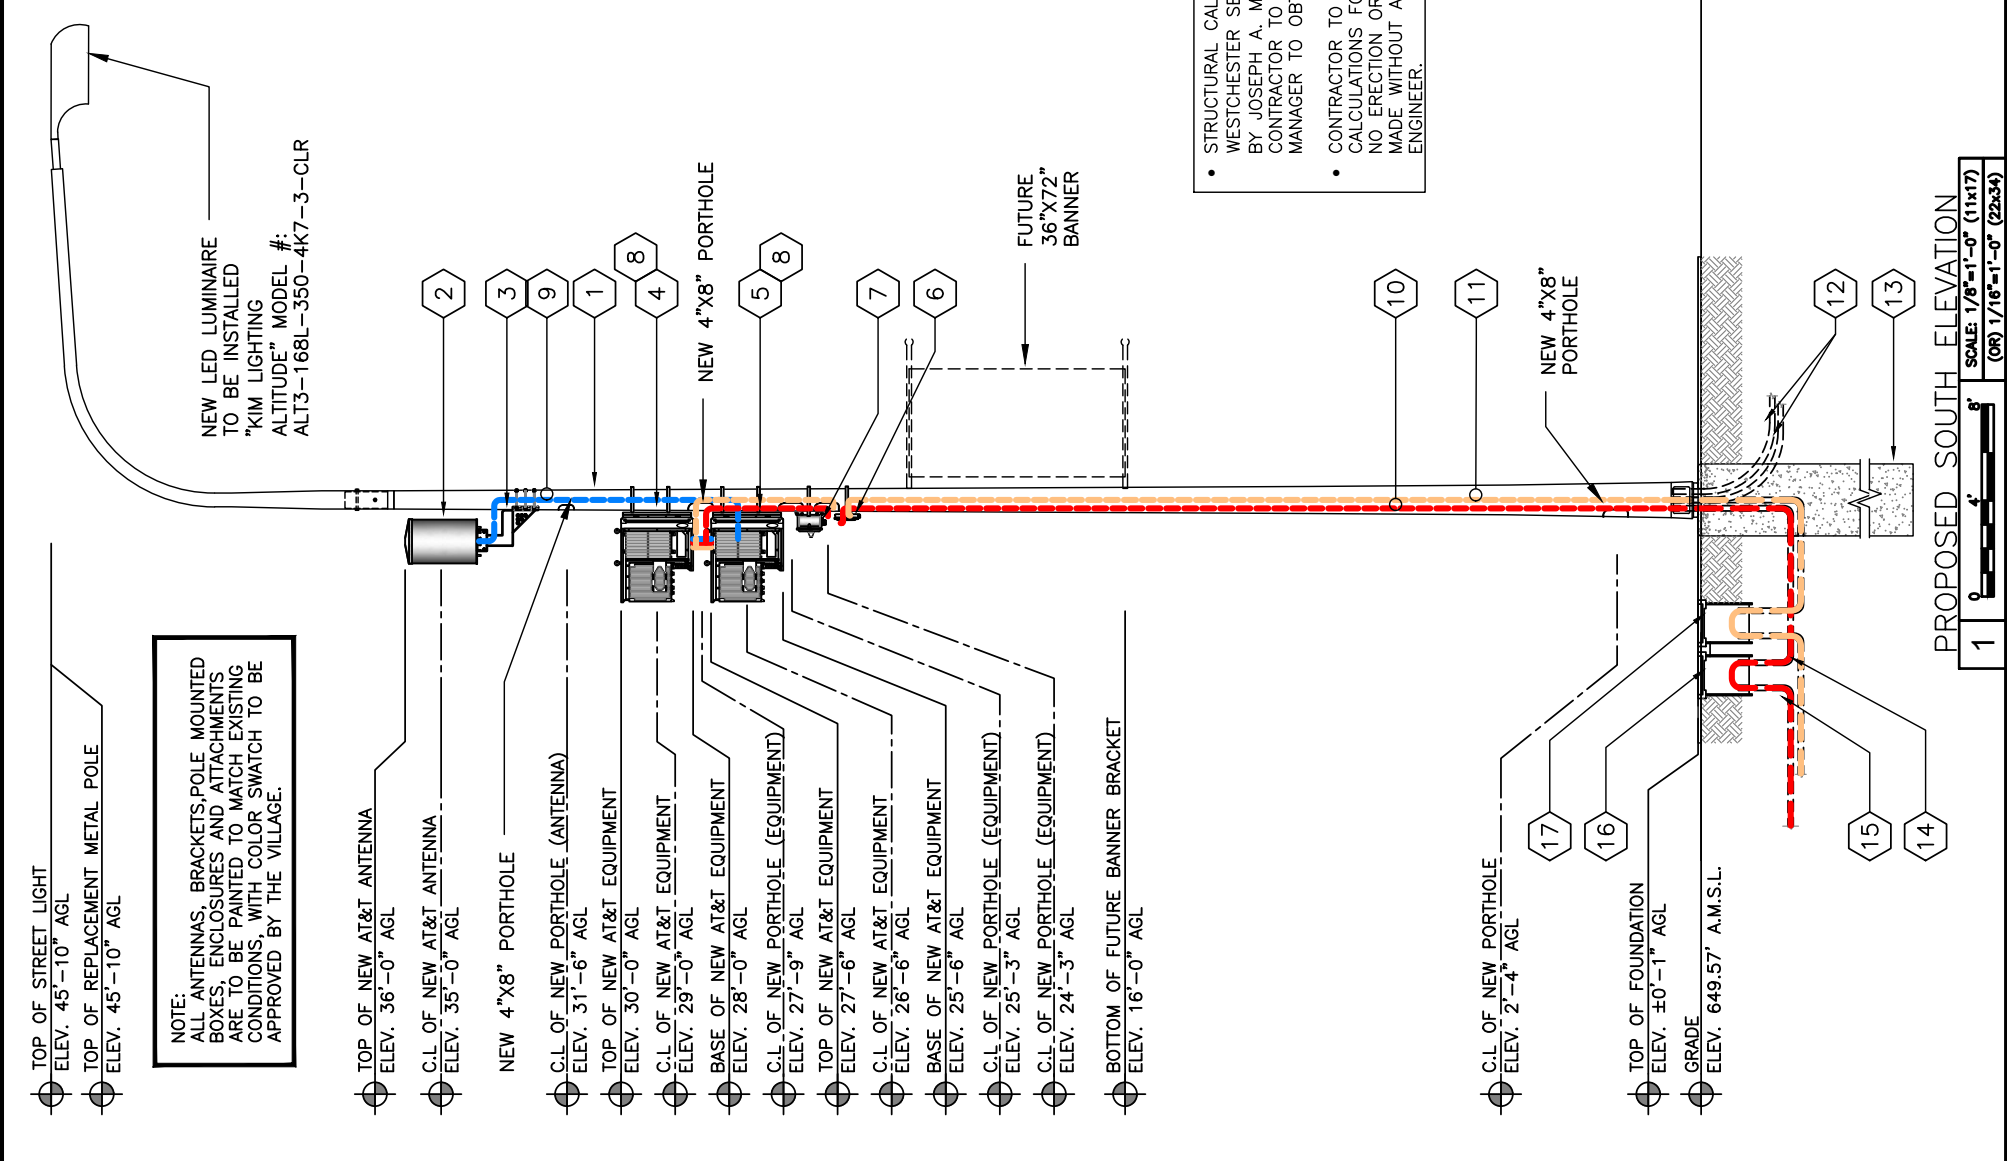 TOP OF STREET LIGHT
ELEV. 45'-10" AGL
TOP OF REPLACEMENT METAL POLE
ELEV. 45'-10" AGL
NOTE:
ALL ANTENNAS, BRACKETS,POLE MOUNTED
BOXES, ENCLOSURES AND ATTACHMENTS
ARE TO BE PAINTED TO MATCH EXISTING
CONDITIONS, WITH COLOR SWATCH TO BE
APPROVED BY THE VILLAGE.
TOP OF NEW AT&T ANTENNA
ELEV. 36'-0" AGL
C.L OF NEW AT&T ANTENNA
ELEV. 35'-0" AGL
NEW 4"X8" PORTHOLE
C.L OF NEW PORTHOLE (ANTENNA)
ELEV. 31'-6" AGL
TOP OF NEW AT&T EQUIPMENT
ELEV. 30'-0" AGL
C.L OF NEW AT&T EQUIPMENT
ELEV. 29'-0" AGL
BASE OF NEW AT&T EQUIPMENT
ELEV. 28'-0" AGL
C.L OF NEW PORTHOLE (EQUIPMENT)
ELEV. 27'-9" AGL
TOP OF NEW AT&T EQUIPMENT
ELEV. 27'-6" AGL
C.L OF NEW AT&T EQUIPMENT
ELEV. 26'-6" AGL
BASE OF NEW AT&T EQUIPMENT
ELEV. 25'-6" AGL
C.L OF NEW PORTHOLE (EQUIPMENT)
ELEV. 25'-3" AGL
C.L OF NEW PORTHOLE (EQUIPMENT)
ELEV. 24'-3" AGL
BOTTOM OF FUTURE BANNER BRACKET
ELEV. 16'-0" AGL
C.L OF NEW PORTHOLE
ELEV. 2'-4" AGL
TOP OF FOUNDATION
ELEV. ±0'-1" AGL
GRADE
ELEV. 649.57' A.M.S.L.
17
16
15
14
NEW LED LUMINAIRE
TO BE INSTALLED
"KIM LIGHTING
ALTITUDE" MODEL #:
ALT3-168L-350-4K7-3-CLR
2
3
9
1
8
4
NEW 4"X8" PORTHOLE
5
8
7
6
FUTURE
36"X72"
BANNER
10
11
NEW 4"X8"
PORTHOLE
12
13
• STRUCTURAL CAL
WESTCHESTER SE
BY JOSEPH A. M
CONTRACTOR TO
MANAGER TO OBT
• CONTRACTOR TO
CALCULATIONS FO
NO ERECTION OR
MADE WITHOUT A
ENGINEER.
PROPOSED SOUTH ELEVATION
1
0 4' 8'
SCALE: 1/8"=1'-0" (11x17)
(OR) 1/16"=1'-0" (22x34)